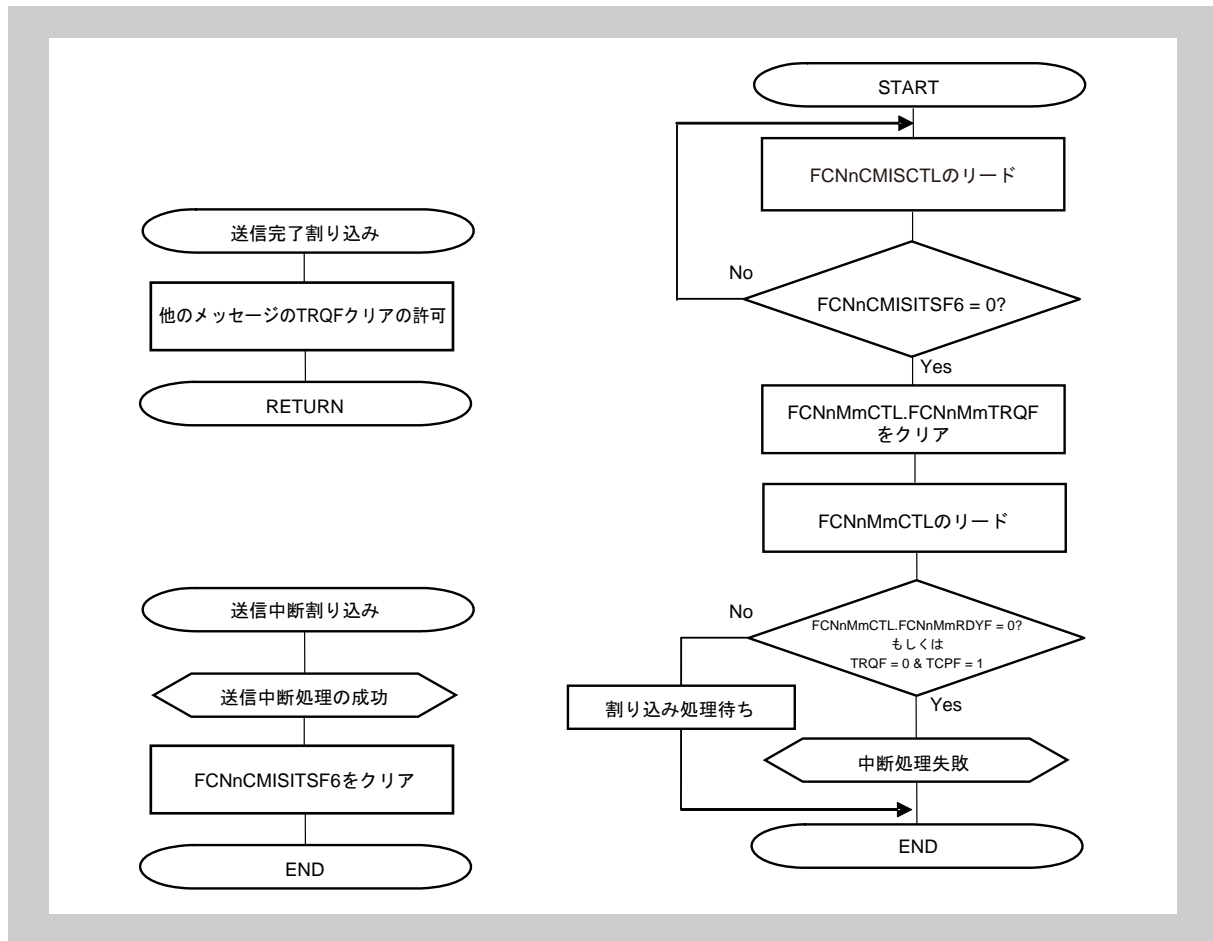 送信完了割り込み
他のメッセージのTRQFクリアの許可
RETURN
送信中断割り込み
送信中断処理の成功
FCNnCMISITSF6をクリア
END
START
FCNnCMISCTLのリード
No
FCNnCMISITSF6 = 0?
Yes
FCNnMmCTL.FCNnMmTRQF
をクリア
FCNnMmCTLのリード
No
FCNnMmCTL.FCNnMmRDYF = 0?
もしくは
TRQF = 0 & TCPF = 1
Yes
割り込み処理待ち
中断処理失敗
END